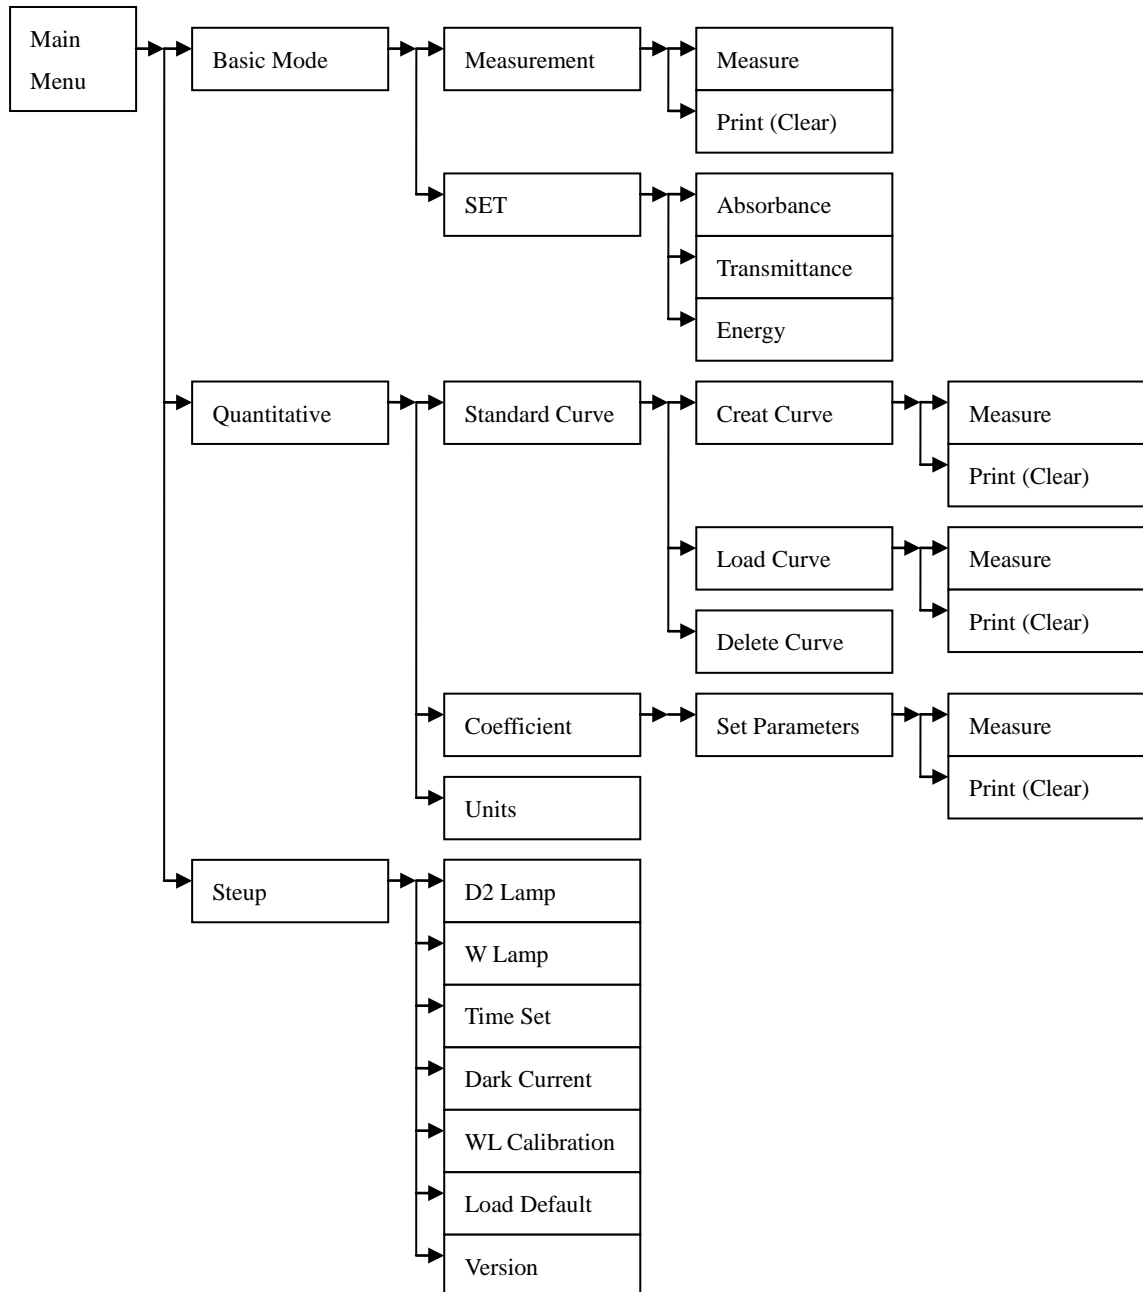 Main
Menu
Basic Mode
Measurement
Measure
Print (Clear)
SET
Absorbance
Transmittance
Energy
Quantitative
Standard Curve
Creat Curve
Measure
Print (Clear)
Load Curve
Measure
Print (Clear)
Delete Curve
Coefficient
Set Parameters
Measure
Print (Clear)
Units
Steup
D2 Lamp
W Lamp
Time Set
Dark Current
WL Calibration
Load Default
Version